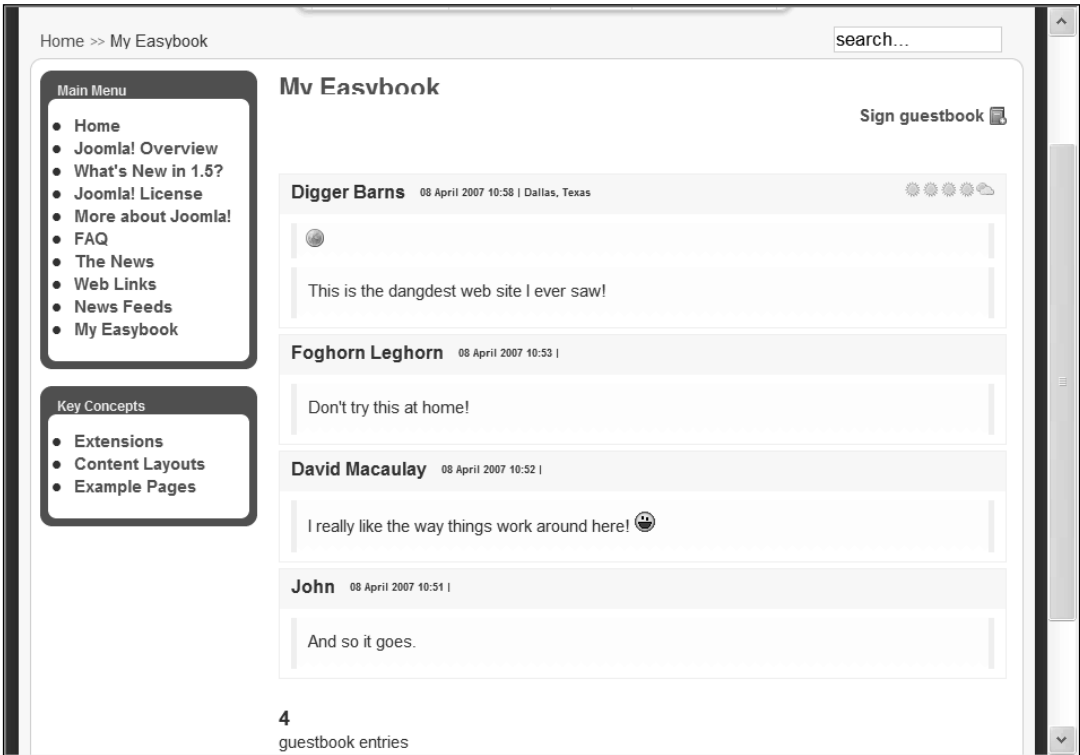 Home >> My Easybook
search...
Main Menu
Home
Joomla! Overview
What's New in 1.5?
Joomla! License
More about Joomla!
FAQ
The News
Web Links
News Feeds
My Easybook
Key Concepts
Extensions
Content Layouts
Example Pages
My Easybook
Sign guestbook
Digger Barns 08 April 2007 10:58 | Dallas, Texas
This is the dangdest web site I ever saw!
Foghorn Leghorn 08 April 2007 10:53 |
Don't try this at home!
David Macaulay 08 April 2007 10:52 |
I really like the way things work around here!
John 08 April 2007 10:51 |
And so it goes.
4
guestbook entries